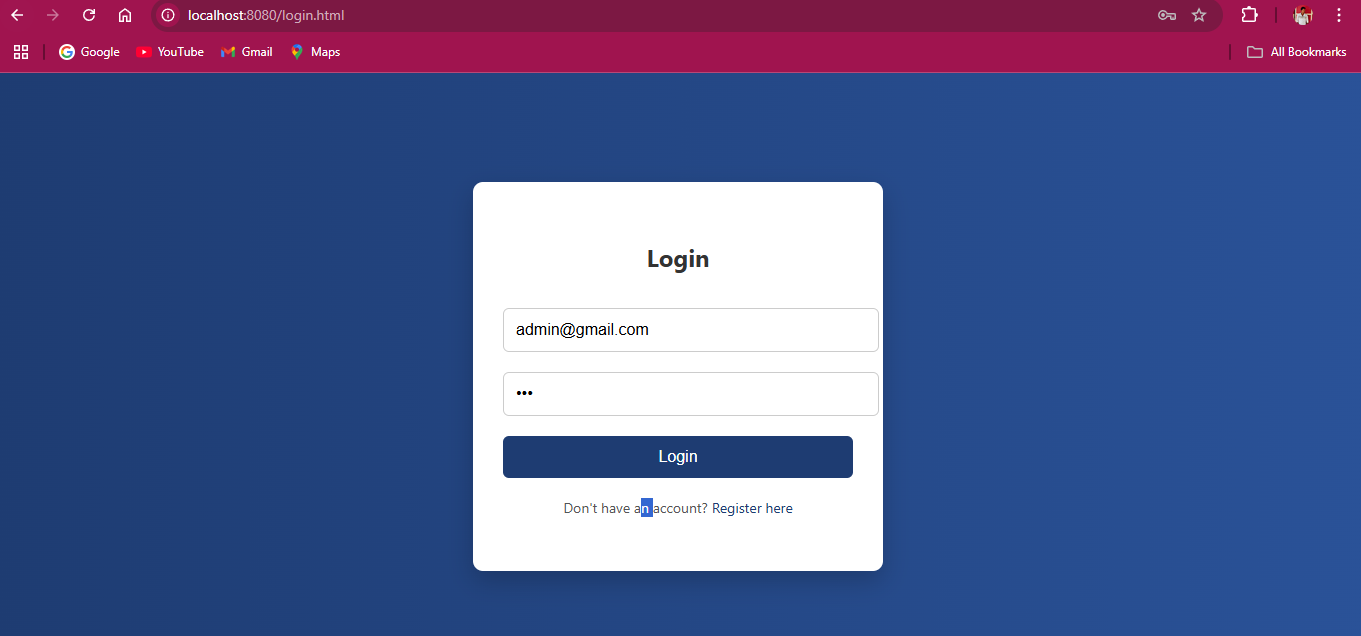 localhost:8080/login.html
Google YouTube Gmail Maps All Bookmarks
Login
admin@gmail.com
•••
Login
Don't have an account? Register here